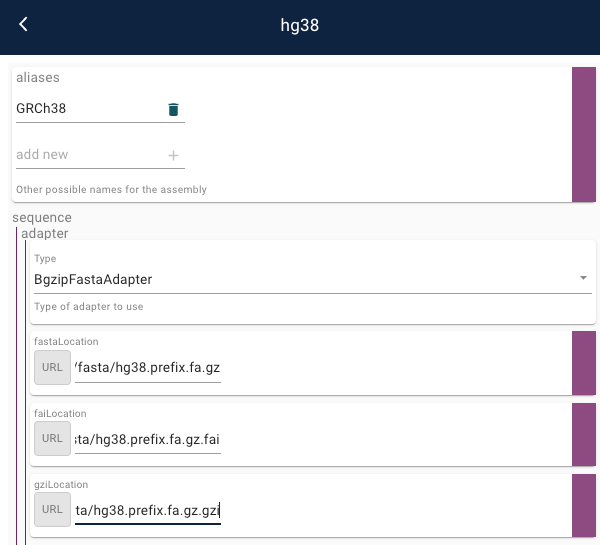 hg38
aliases
GRCh38
add new
Other possible names for the assembly
sequence
adapter
Type
BgzipFastaAdapter
Type of adapter to use
fastaLocation
URL /fasta/hg38.prefix.fa.gz
faiLocation
URL sta/hg38.prefix.fa.gz.fai
gziLocation
URL ta/hg38.prefix.fa.gz.gzi